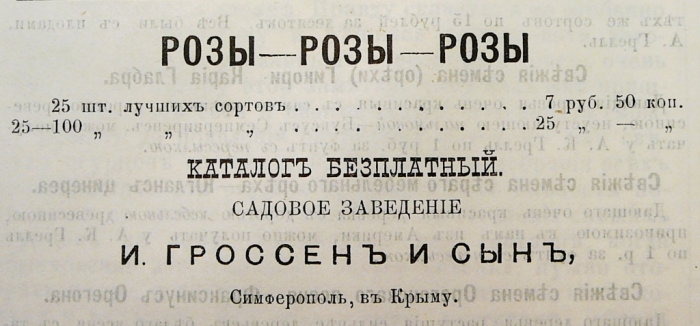 РОЗЫ—РОЗЫ—РОЗЫ
25 шт. лучшихъ сортовъ . . . . . . . . . . . . . . . 7 руб. 50 коп.
25—100 „ „ „ . . . . . . . . . . . . . . . 25 „ — „
КАТАЛОГЪ БЕЗПЛАТНЫЙ.
САДОВОЕ ЗАВЕДЕНІЕ
И. ГРОССЕНЪ И СЫНЪ,
Симферополь, въ Крыму.